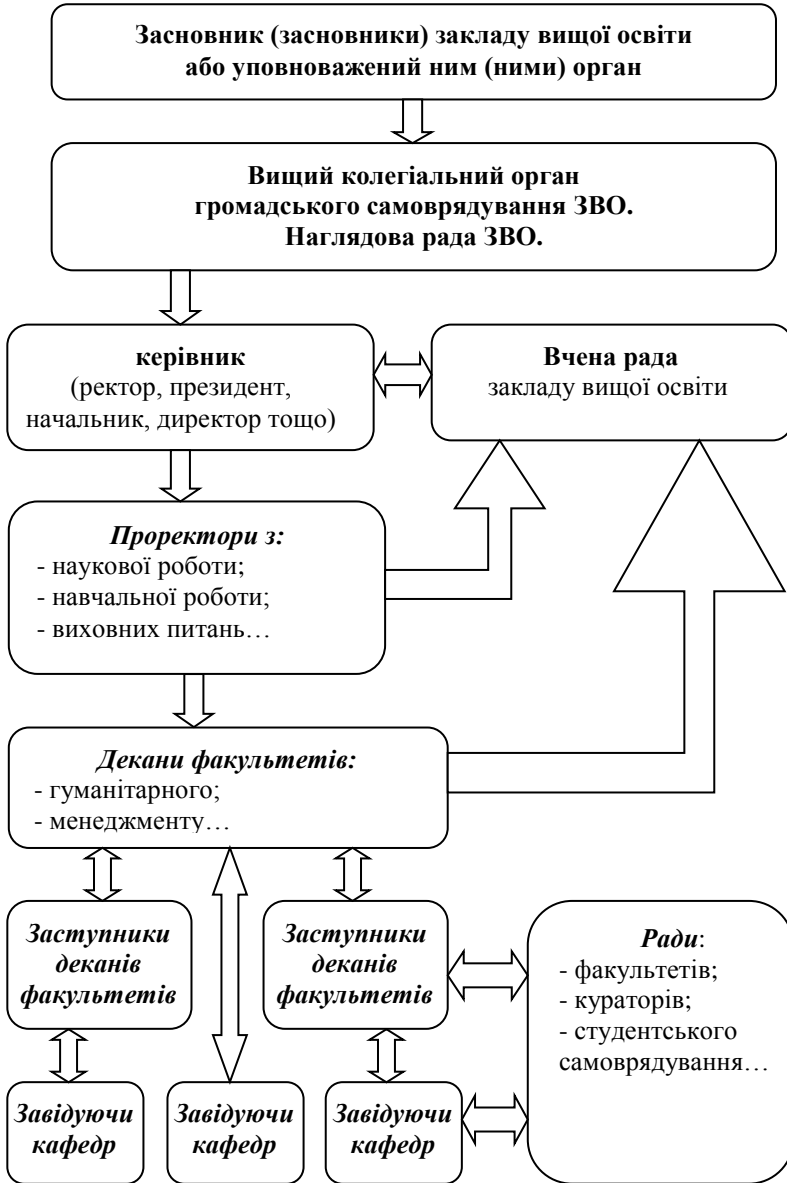 Засновник (засновники) закладу вищої освіти
або уповноважений ним (ними) орган
Вищий колегіальний орган
громадського самоврядування ЗВО.
Наглядова рада ЗВО.
керівник
(ректор, президент,
начальник, директор тощо)
Вчена рада
закладу вищої освіти
Проректори з:
- наукової роботи;
- навчальної роботи;
- виховних питань…
Декани факультетів:
- гуманітарного;
- менеджменту…
Заступники
деканів
факультетів
Заступники
деканів
факультетів
Ради:
- факультетів;
- кураторів;
- студентського
самоврядування…
Завідуючи
кафедр
Завідуючи
кафедр
Завідуючи
кафедр